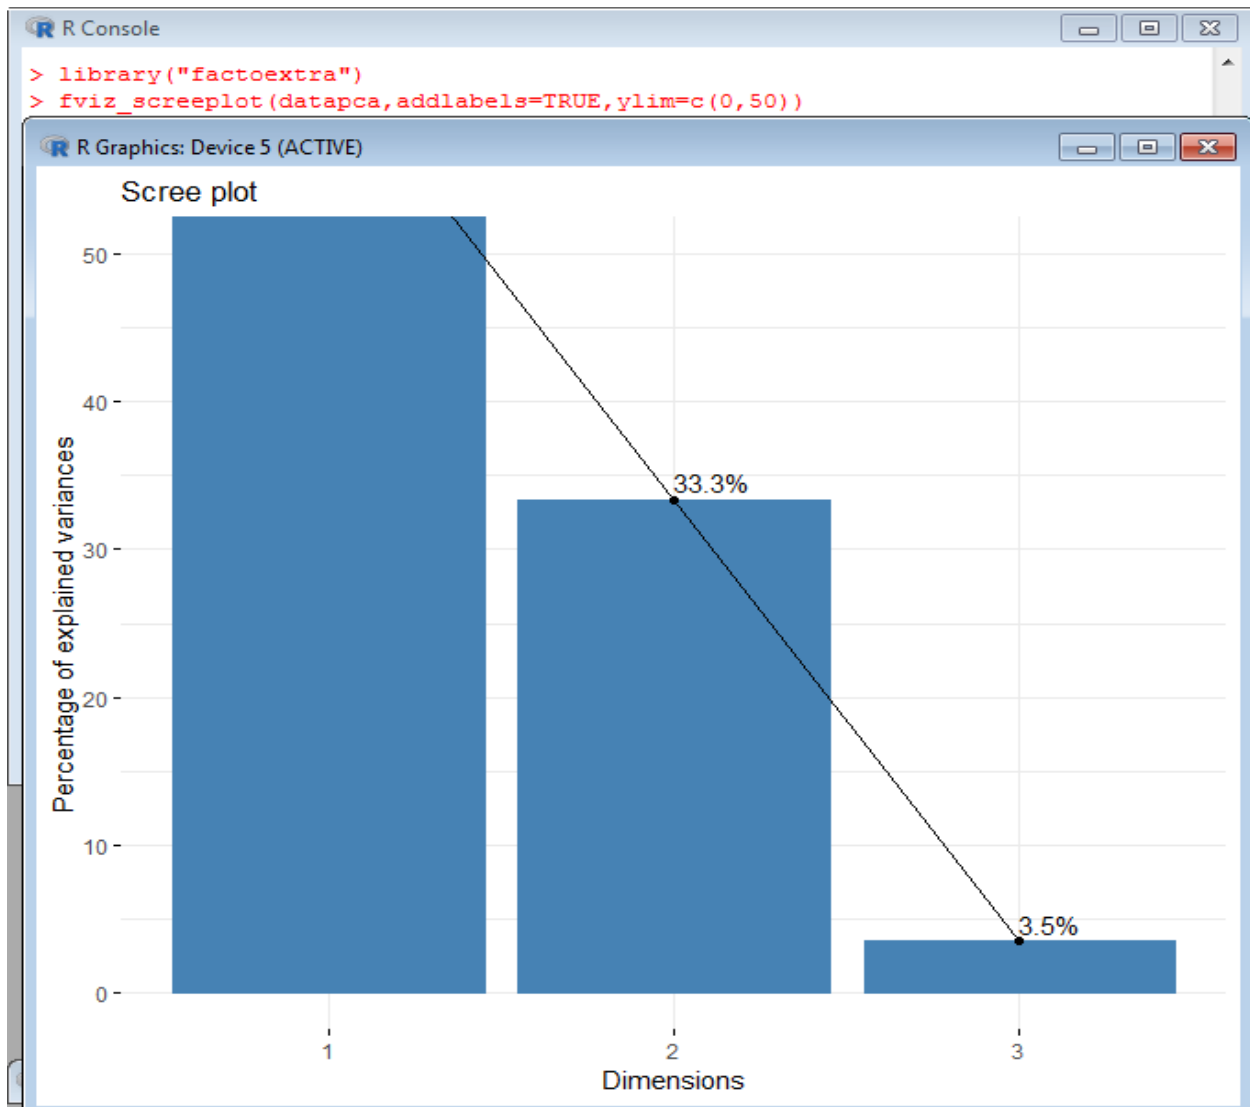 R Console
> library("factoextra")
> fviz_screeplot(datapca,addlabels=TRUE,ylim=c(0,50))
R Graphics: Device 5 (ACTIVE)
Scree plot
Percentage of explained variances
50
40
30
20
10
0
33.3%
3.5%
1 2 3
Dimensions